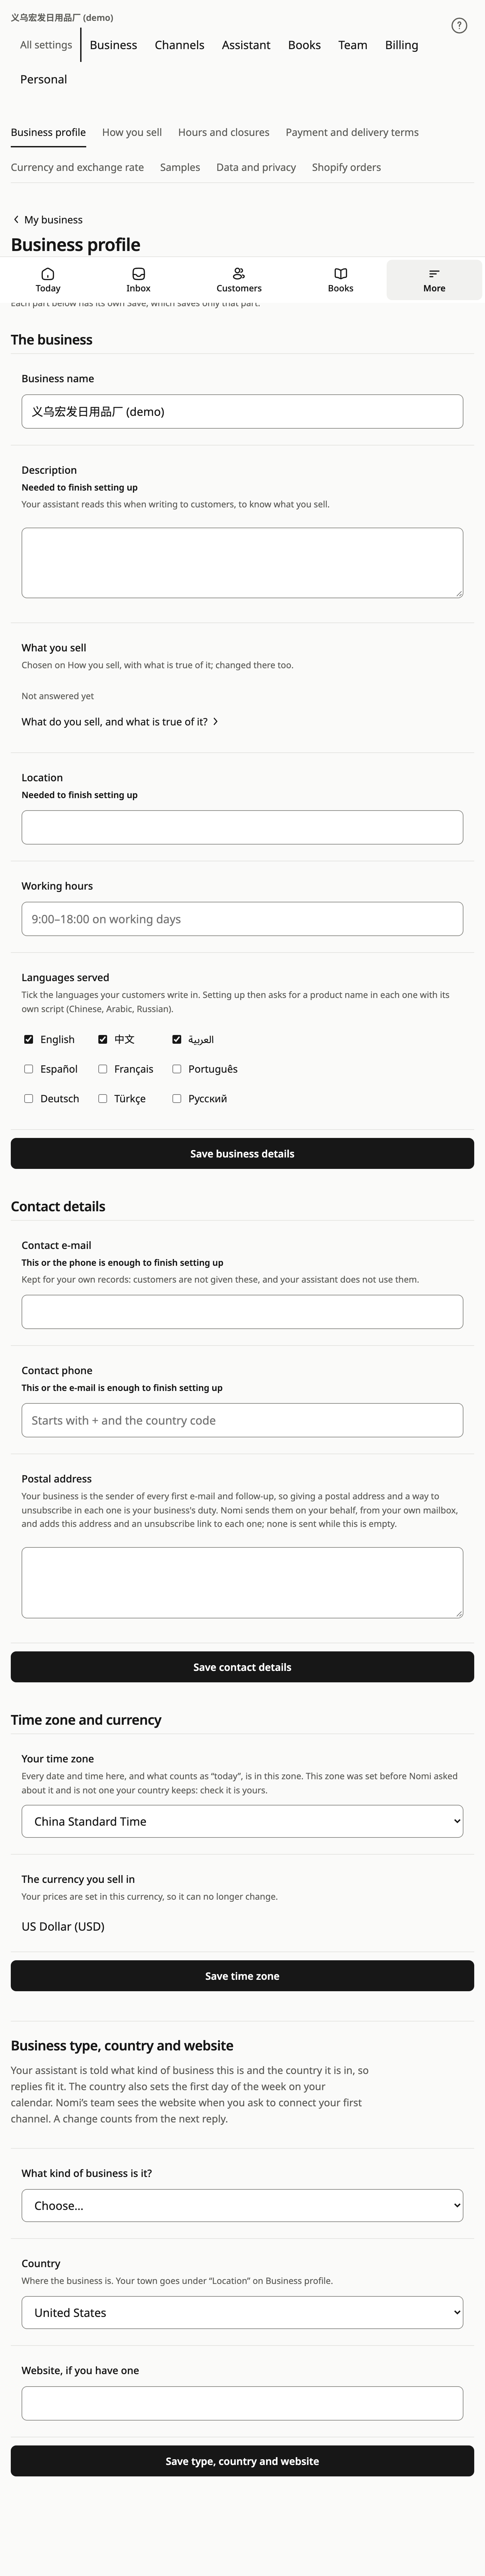 义乌宏发日用品厂 (demo)
All settings
Business
Channels
Assistant
Books
Team
Billing
Personal
Business profile
How you sell
Hours and closures
Payment and delivery terms
Currency and exchange rate
Samples
Data and privacy
Shopify orders
My business
Business profile
Today
Inbox
Customers
Books
More
Each part below has its own Save, which saves only that part.
The business
Business name
义乌宏发日用品厂 (demo)
Description
Needed to finish setting up
Your assistant reads this when writing to customers, to know what you sell.
What you sell
Chosen on How you sell, with what is true of it; changed there too.
Not answered yet
What do you sell, and what is true of it?
Location
Needed to finish setting up
Working hours
9:00–18:00 on working days
Languages served
Tick the languages your customers write in. Setting up then asks for a product name in each one with its
own script (Chinese, Arabic, Russian).
English
中文
العربية
Español
Français
Português
Deutsch
Türkçe
Русский
Save business details
Contact details
Contact e-mail
This or the phone is enough to finish setting up
Kept for your own records: customers are not given these, and your assistant does not use them.
Contact phone
This or the e-mail is enough to finish setting up
Starts with + and the country code
Postal address
Your business is the sender of every first e-mail and follow-up, so giving a postal address and a way to
unsubscribe in each one is your business's duty. Nomi sends them on your behalf, from your own mailbox,
and adds this address and an unsubscribe link to each one; none is sent while this is empty.
Save contact details
Time zone and currency
Your time zone
Every date and time here, and what counts as “today”, is in this zone. This zone was set before Nomi asked
about it and is not one your country keeps: check it is yours.
China Standard Time
The currency you sell in
Your prices are set in this currency, so it can no longer change.
US Dollar (USD)
Save time zone
Business type, country and website
Your assistant is told what kind of business this is and the country it is in, so
replies fit it. The country also sets the first day of the week on your
calendar. Nomi’s team sees the website when you ask to connect your first
channel. A change counts from the next reply.
What kind of business is it?
Choose…
Country
Where the business is. Your town goes under “Location” on Business profile.
United States
Website, if you have one
Save type, country and website